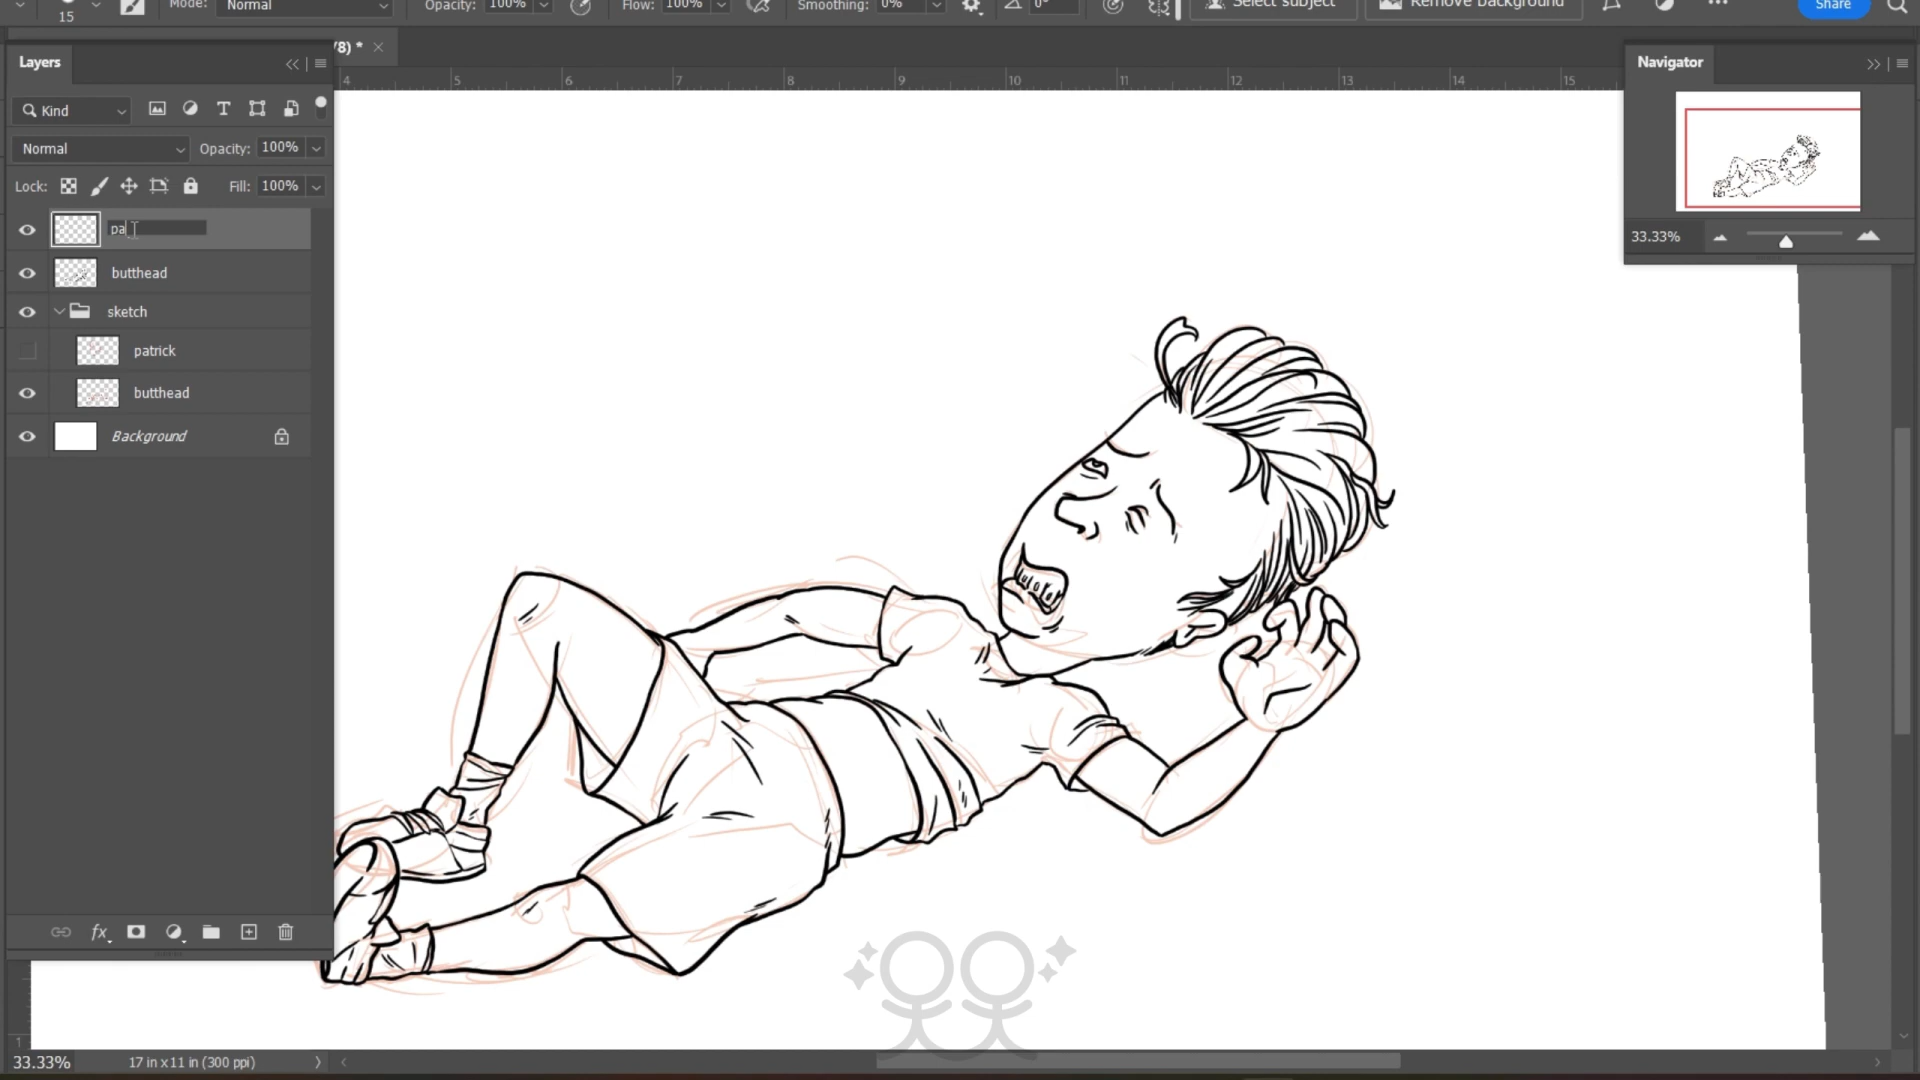 15
Mode: Normal Opacity: 100% Flow: 100% Smoothing: 0% 0° Select subject Remove background Share
/8) *
Layers
4 5 6 7 8 9 10 11 12 13 14 15
Navigator
Kind
Normal Opacity: 100%
Lock: Fill: 100%
pa
33.33%
butthead
sketch
patrick
butthead
Background
fx
1
33.33% 17 in x 11 in (300 ppi)